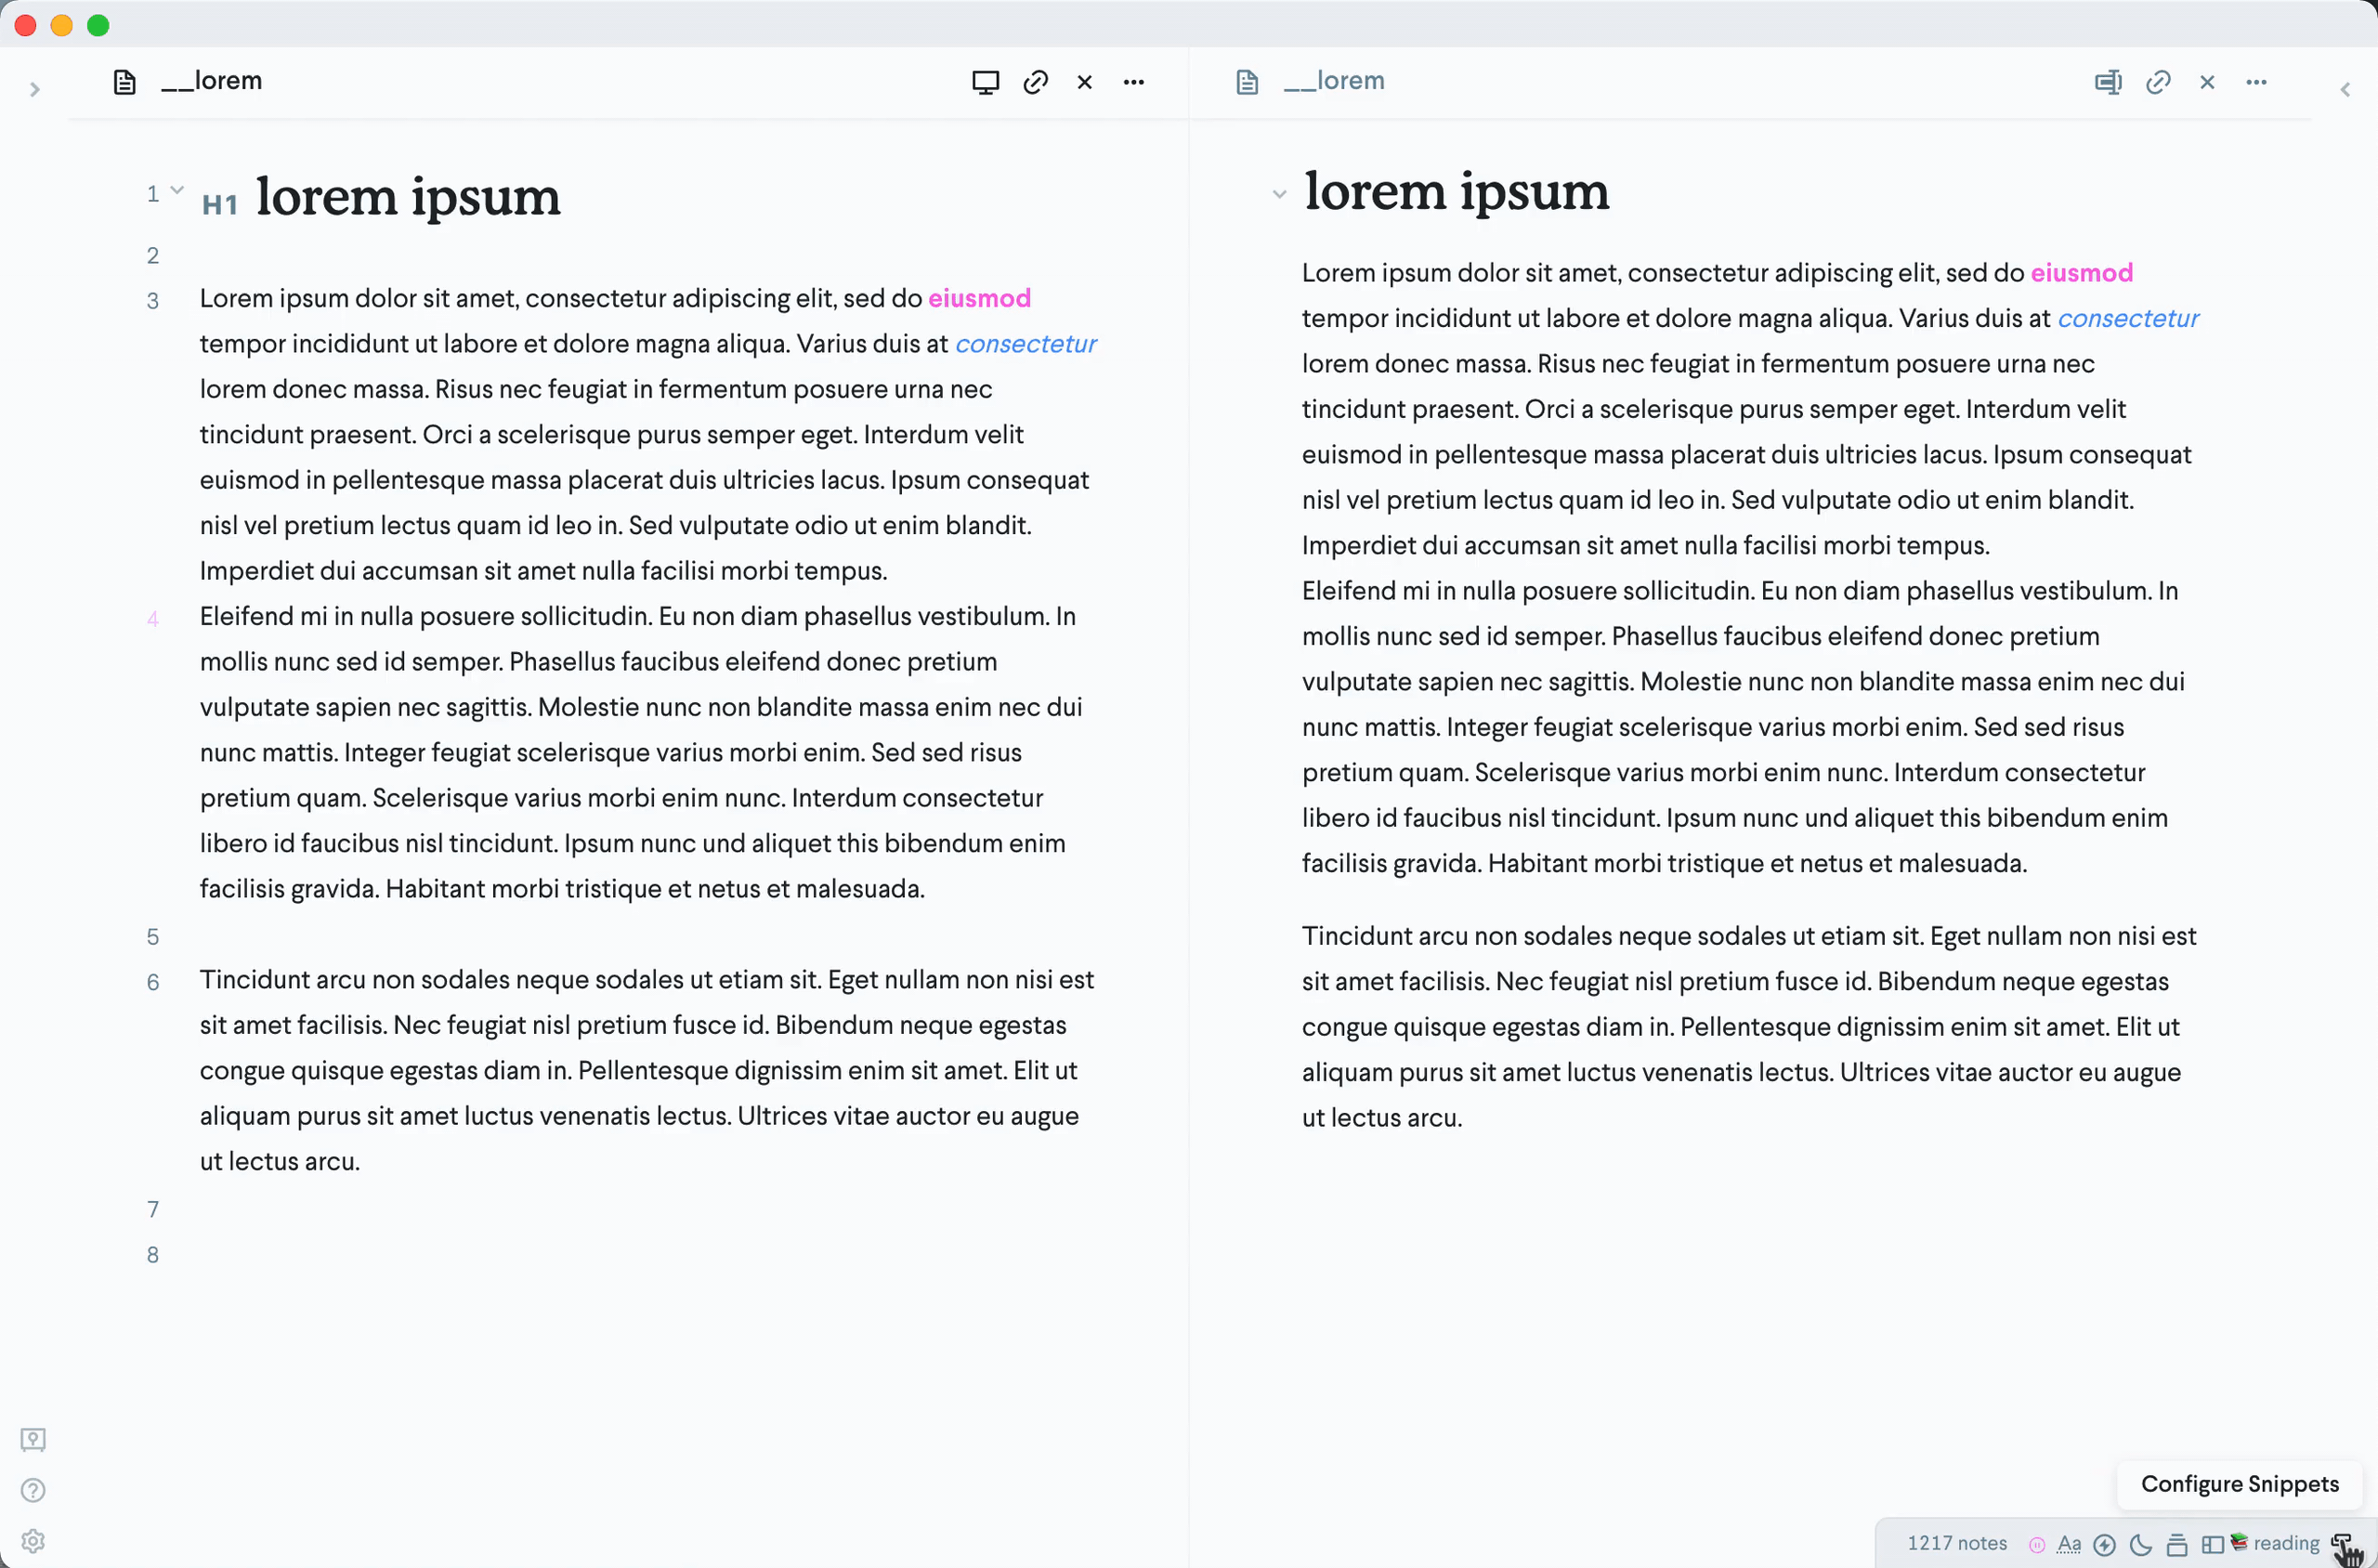 __lorem
__lorem
1 H1 lorem ipsum
2
3 Lorem ipsum dolor sit amet, consectetur adipiscing elit, sed do eiusmod
tempor incididunt ut labore et dolore magna aliqua. Varius duis at consectetur
lorem donec massa. Risus nec feugiat in fermentum posuere urna nec
tincidunt praesent. Orci a scelerisque purus semper eget. Interdum velit
euismod in pellentesque massa placerat duis ultricies lacus. Ipsum consequat
nisl vel pretium lectus quam id leo in. Sed vulputate odio ut enim blandit.
Imperdiet dui accumsan sit amet nulla facilisi morbi tempus.
4 Eleifend mi in nulla posuere sollicitudin. Eu non diam phasellus vestibulum. In
mollis nunc sed id semper. Phasellus faucibus eleifend donec pretium
vulputate sapien nec sagittis. Molestie nunc non blandite massa enim nec dui
nunc mattis. Integer feugiat scelerisque varius morbi enim. Sed sed risus
pretium quam. Scelerisque varius morbi enim nunc. Interdum consectetur
libero id faucibus nisl tincidunt. Ipsum nunc und aliquet this bibendum enim
facilisis gravida. Habitant morbi tristique et netus et malesuada.
5
6 Tincidunt arcu non sodales neque sodales ut etiam sit. Eget nullam non nisi est
sit amet facilisis. Nec feugiat nisl pretium fusce id. Bibendum neque egestas
congue quisque egestas diam in. Pellentesque dignissim enim sit amet. Elit ut
aliquam purus sit amet luctus venenatis lectus. Ultrices vitae auctor eu augue
ut lectus arcu.
7
8
lorem ipsum
Lorem ipsum dolor sit amet, consectetur adipiscing elit, sed do eiusmod
tempor incididunt ut labore et dolore magna aliqua. Varius duis at consectetur
lorem donec massa. Risus nec feugiat in fermentum posuere urna nec
tincidunt praesent. Orci a scelerisque purus semper eget. Interdum velit
euismod in pellentesque massa placerat duis ultricies lacus. Ipsum consequat
nisl vel pretium lectus quam id leo in. Sed vulputate odio ut enim blandit.
Imperdiet dui accumsan sit amet nulla facilisi morbi tempus.
Eleifend mi in nulla posuere sollicitudin. Eu non diam phasellus vestibulum. In
mollis nunc sed id semper. Phasellus faucibus eleifend donec pretium
vulputate sapien nec sagittis. Molestie nunc non blandite massa enim nec dui
nunc mattis. Integer feugiat scelerisque varius morbi enim. Sed sed risus
pretium quam. Scelerisque varius morbi enim nunc. Interdum consectetur
libero id faucibus nisl tincidunt. Ipsum nunc und aliquet this bibendum enim
facilisis gravida. Habitant morbi tristique et netus et malesuada.
Tincidunt arcu non sodales neque sodales ut etiam sit. Eget nullam non nisi est
sit amet facilisis. Nec feugiat nisl pretium fusce id. Bibendum neque egestas
congue quisque egestas diam in. Pellentesque dignissim enim sit amet. Elit ut
aliquam purus sit amet luctus venenatis lectus. Ultrices vitae auctor eu augue
ut lectus arcu.
Configure Snippets
1217 notes Aa reading